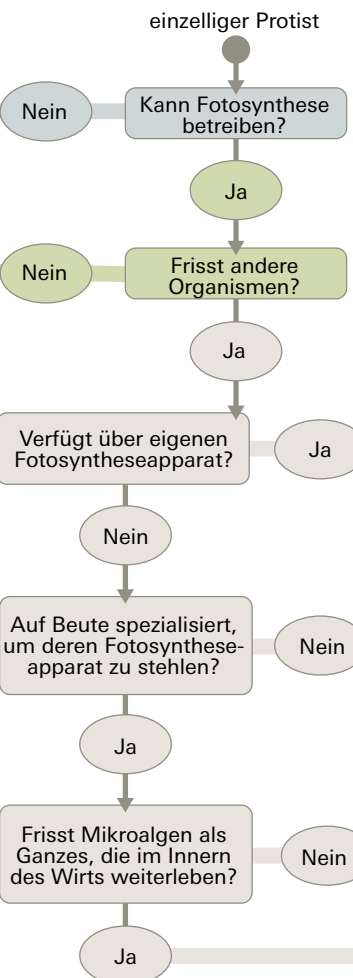 einzelliger Protist
Nein
Kann Fotosynthese
betreiben?
Ja
Nein
Frisst andere
Organismen?
Ja
Verfügt über eigenen
Fotosyntheseapparat?
Ja
Nein
Auf Beute spezialisiert,
um deren Fotosynthese-
apparat zu stehlen?
Nein
Ja
Frisst Mikroalgen als
Ganzes, die im Innern
des Wirts weiterleben?
Nein
Ja